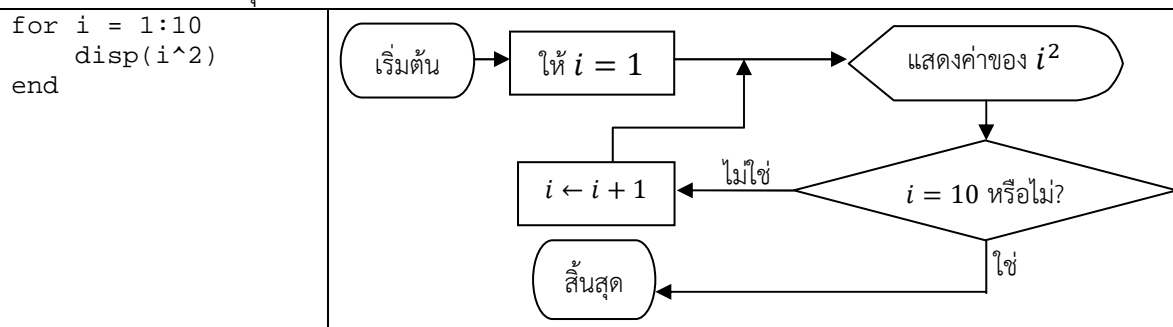 for i = 1:10
    disp(i^2)
end
เริ่มต้น
ให้ i = 1
แสดงค่าของ i²
i ← i + 1
ไม่ใช่
i = 10 หรือไม่?
ใช่
สิ้นสุด